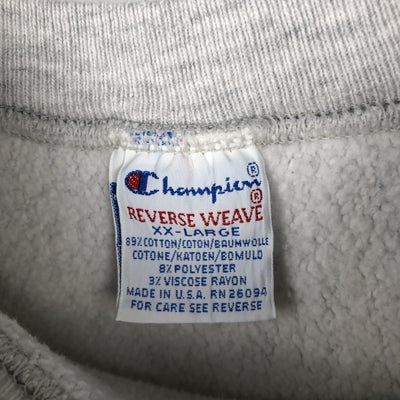 Champion®
REVERSE WEAVE®
XX-LARGE
89% COTTON/COTON/BAUMWOLLE
COTONE/KATOEN/BOMULD
8% POLYESTER
3% VISCOSE RAYON
MADE IN U.S.A. RN 26094
FOR CARE SEE REVERSE